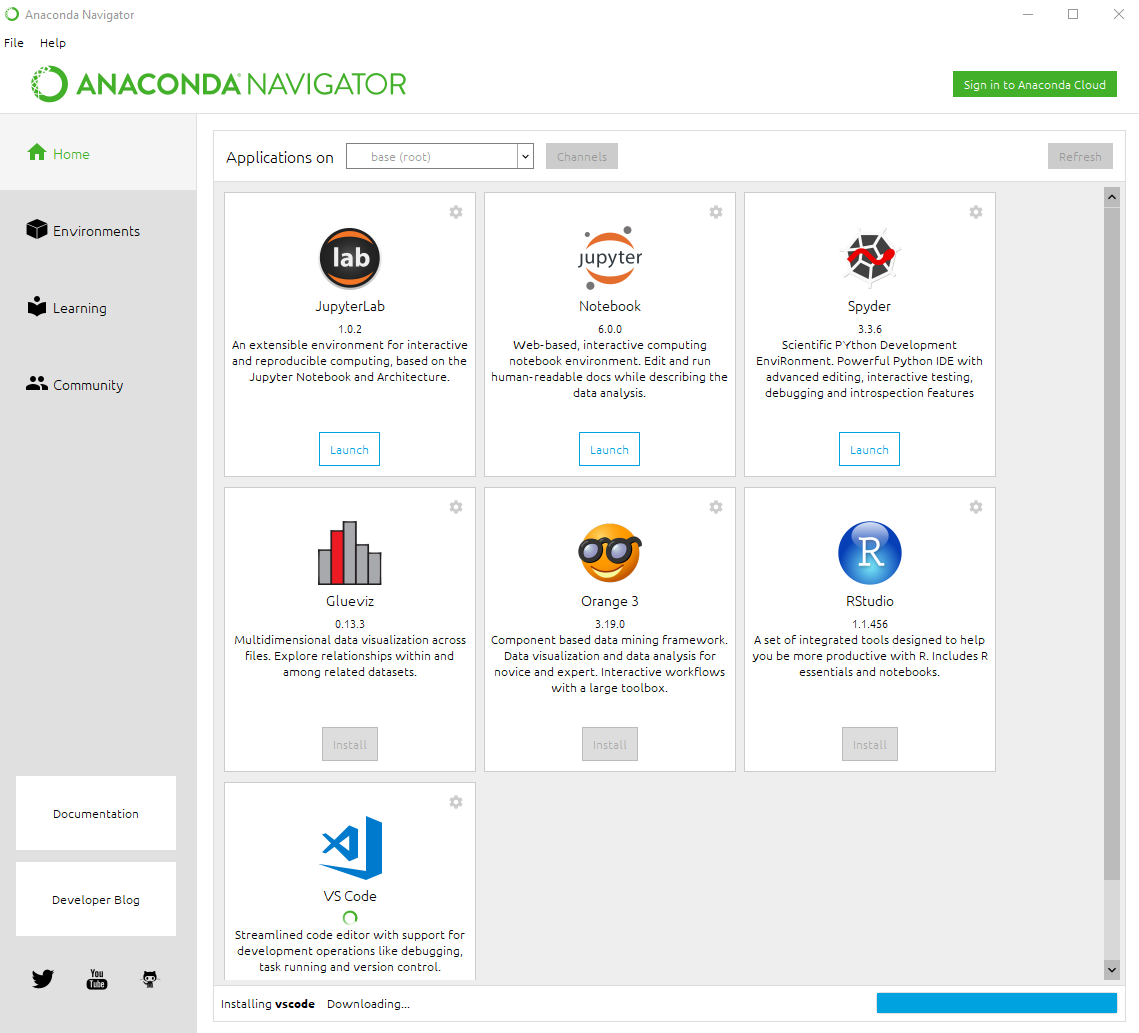 Anaconda Navigator
File Help
ANACONDA NAVIGATOR
Sign in to Anaconda Cloud
Home
Environments
Learning
Community
Documentation
Developer Blog
You
Tube
Applications on base (root) Channels Refresh
lab
JupyterLab
1.0.2
An extensible environment for interactive
and reproducible computing, based on the
Jupyter Notebook and Architecture.
Launch
jupyter
Notebook
6.0.0
Web-based, interactive computing
notebook environment. Edit and run
human-readable docs while describing the
data analysis.
Launch
Spyder
3.3.6
Scientific PYthon Development
EnviRonment. Powerful Python IDE with
advanced editing, interactive testing,
debugging and introspection features
Launch
Glueviz
0.13.3
Multidimensional data visualization across
files. Explore relationships within and
among related datasets.
Install
Orange 3
3.19.0
Component based data mining framework.
Data visualization and data analysis for
novice and expert. Interactive workflows
with a large toolbox.
Install
R
RStudio
1.1.456
A set of integrated tools designed to help
you be more productive with R. Includes R
essentials and notebooks.
Install
VS Code
Streamlined code editor with support for
development operations like debugging,
task running and version control.
Installing vscode Downloading...